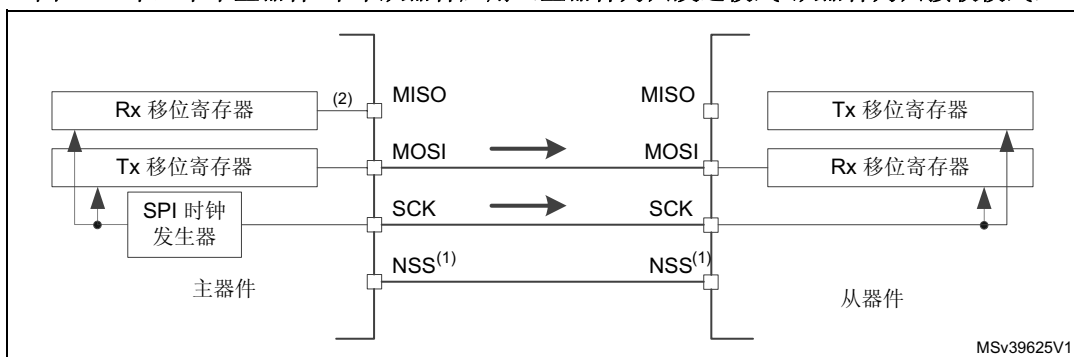 MISO
MISO
Rx 移位寄存器
(2)
Tx 移位寄存器
MOSI
MOSI
Tx 移位寄存器
Rx 移位寄存器
SPI 时钟
发生器
SCK
SCK
NSS(1)
NSS(1)
主器件
从器件
MSv39625V1